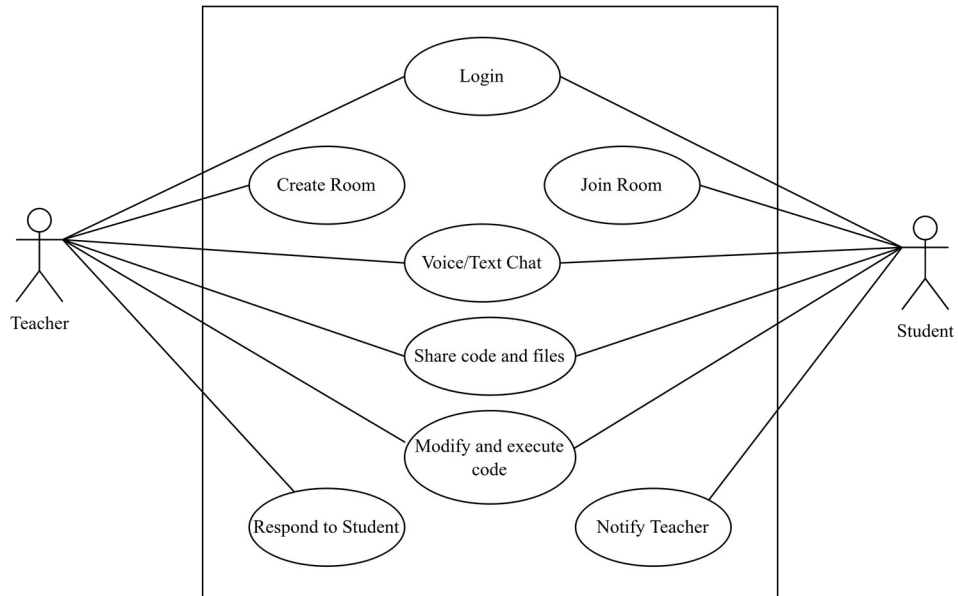 Login
Create Room
Join Room
Voice/Text Chat
Teacher
Student
Share code and files
Modify and execute
code
Respond to Student
Notify Teacher